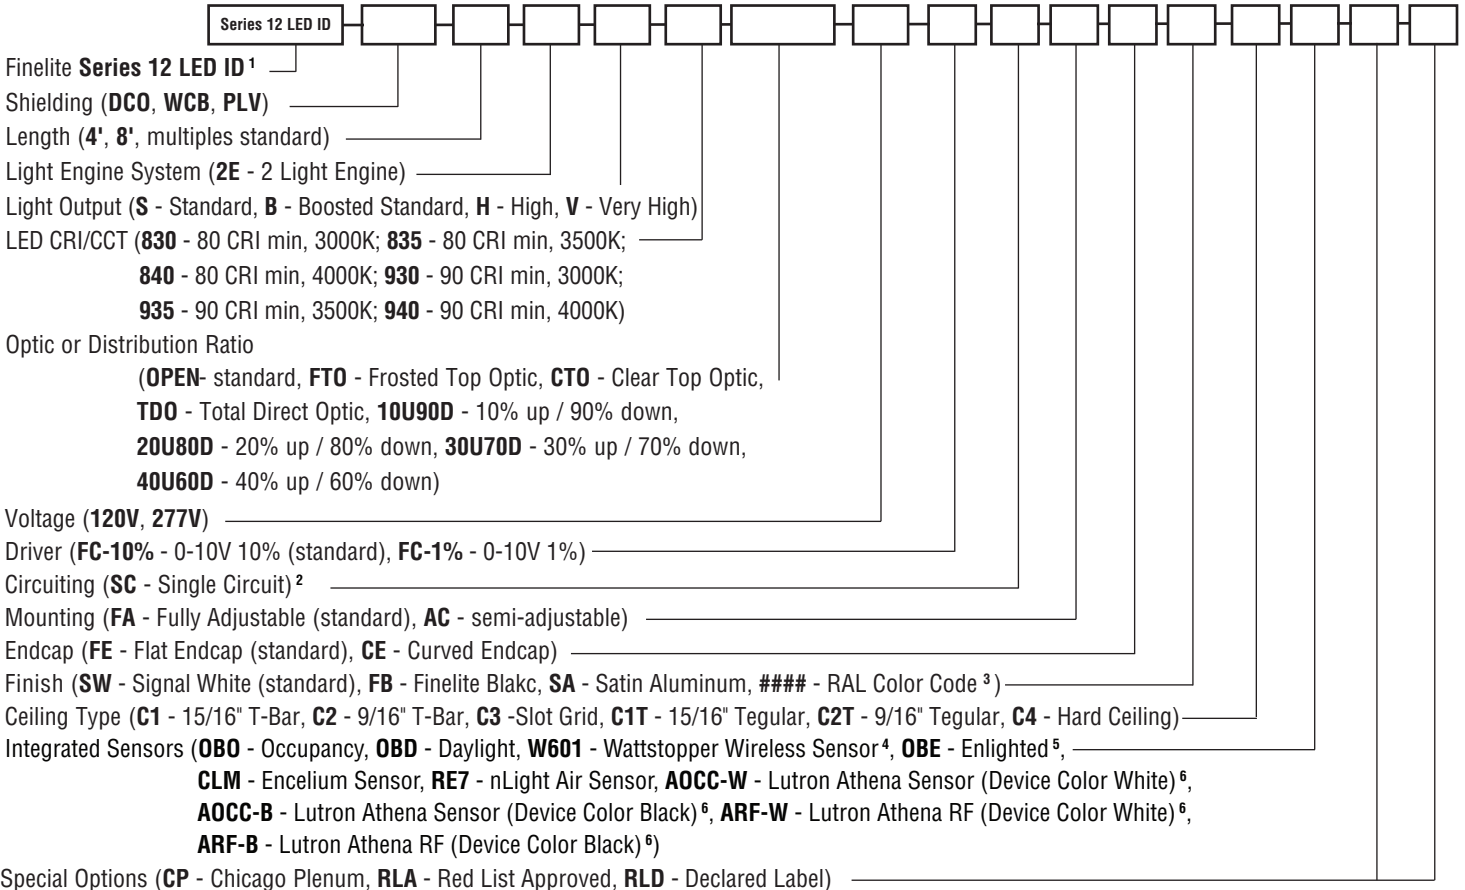 Series 12 LED ID
Finelite Series 12 LED ID ¹
Shielding (DCO, WCB, PLV)
Length (4', 8', multiples standard)
Light Engine System (2E - 2 Light Engine)
Light Output (S - Standard, B - Boosted Standard, H - High, V - Very High)
LED CRI/CCT (830 - 80 CRI min, 3000K; 835 - 80 CRI min, 3500K;
840 - 80 CRI min, 4000K; 930 - 90 CRI min, 3000K;
935 - 90 CRI min, 3500K; 940 - 90 CRI min, 4000K)
Optic or Distribution Ratio
(OPEN- standard, FTO - Frosted Top Optic, CTO - Clear Top Optic,
TDO - Total Direct Optic, 10U90D - 10% up / 90% down,
20U80D - 20% up / 80% down, 30U70D - 30% up / 70% down,
40U60D - 40% up / 60% down)
Voltage (120V, 277V)
Driver (FC-10% - 0-10V 10% (standard), FC-1% - 0-10V 1%)
Circuiting (SC - Single Circuit) ²
Mounting (FA - Fully Adjustable (standard), AC - semi-adjustable)
Endcap (FE - Flat Endcap (standard), CE - Curved Endcap)
Finish (SW - Signal White (standard), FB - Finelite Blakc, SA - Satin Aluminum, #### - RAL Color Code ³ )
Ceiling Type (C1 - 15/16" T-Bar, C2 - 9/16" T-Bar, C3 -Slot Grid, C1T - 15/16" Tegular, C2T - 9/16" Tegular, C4 - Hard Ceiling)
Integrated Sensors (OBO - Occupancy, OBD - Daylight, W601 - Wattstopper Wireless Sensor ⁴, OBE - Enlighted ⁵,
CLM - Encelium Sensor, RE7 - nLight Air Sensor, AOCC-W - Lutron Athena Sensor (Device Color White) ⁶,
AOCC-B - Lutron Athena Sensor (Device Color Black) ⁶, ARF-W - Lutron Athena RF (Device Color White) ⁶,
ARF-B - Lutron Athena RF (Device Color Black) ⁶)
Special Options (CP - Chicago Plenum, RLA - Red List Approved, RLD - Declared Label)